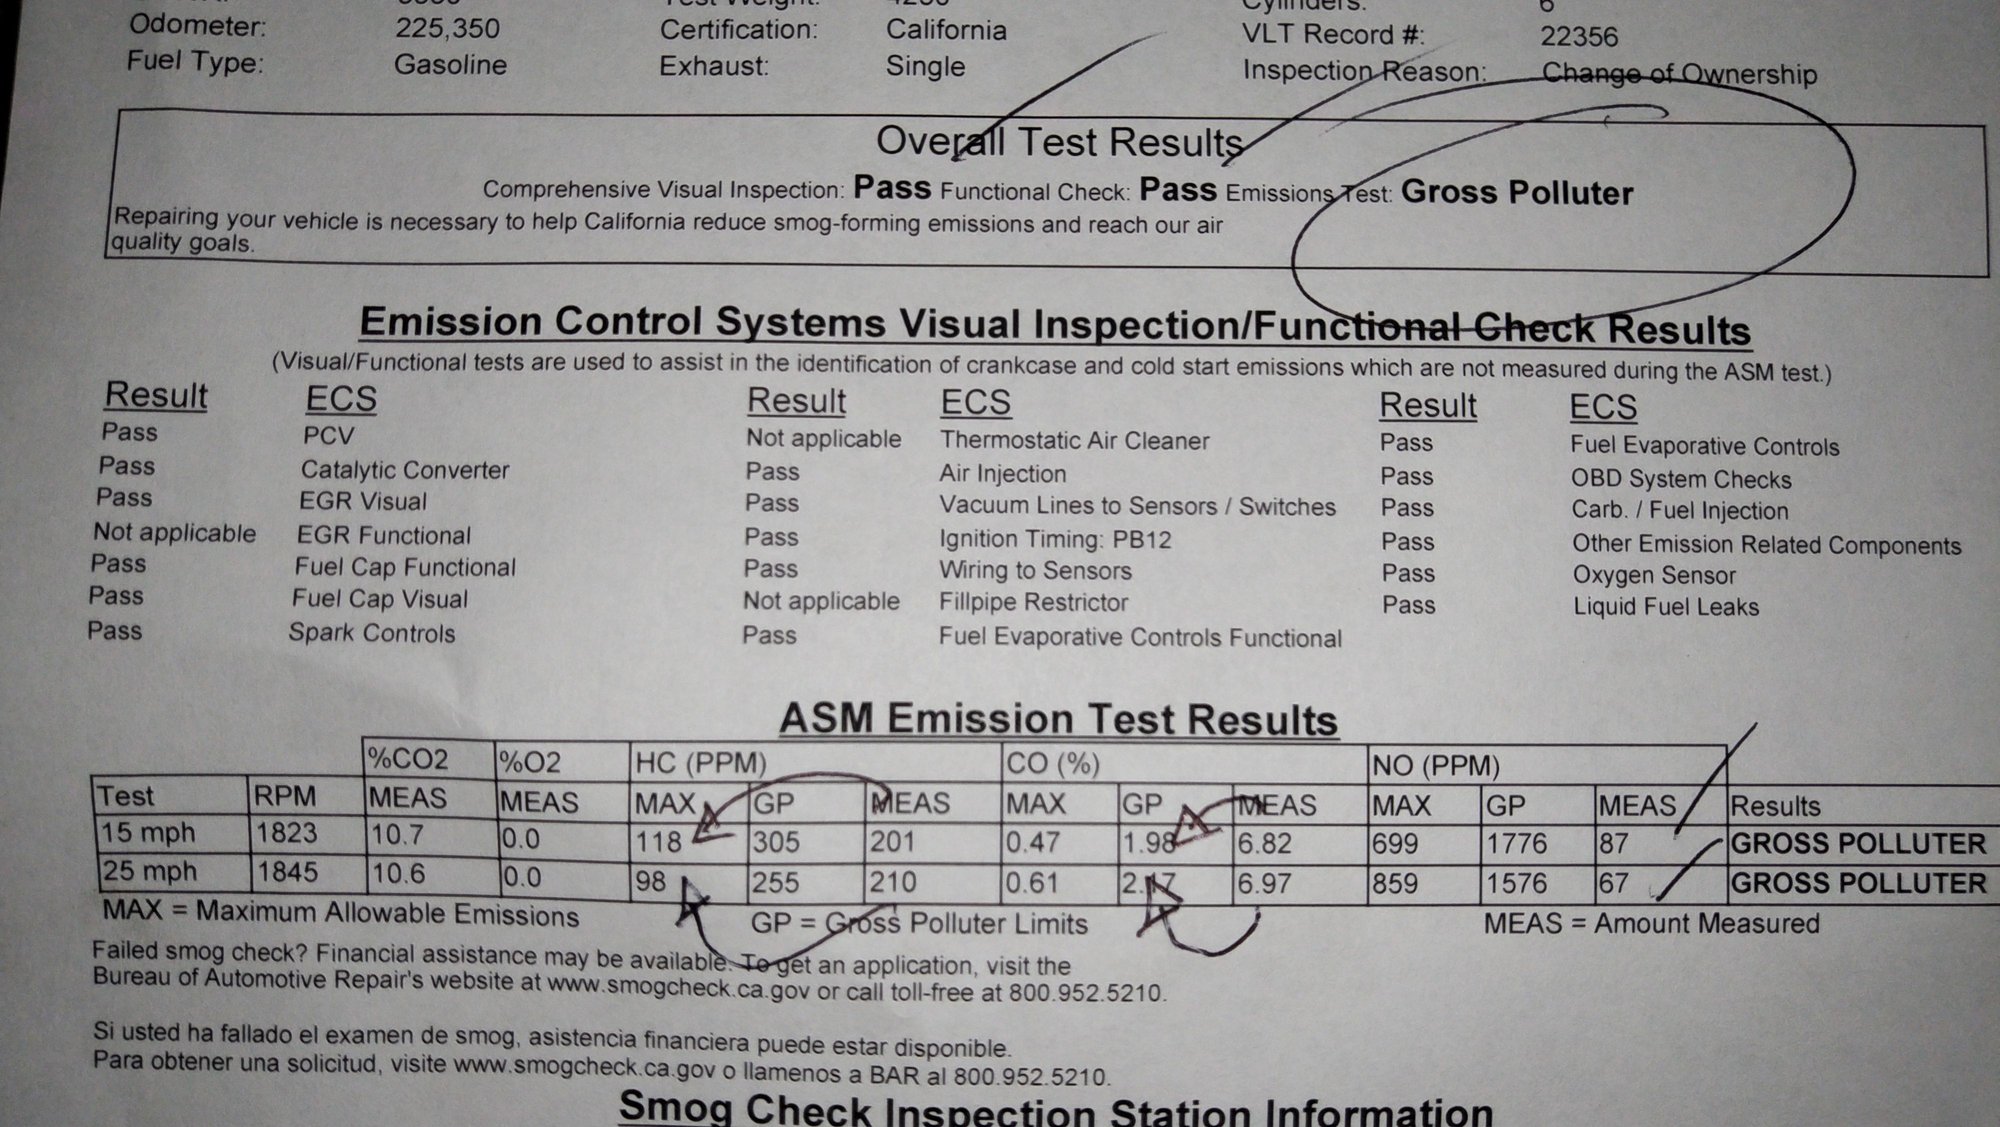 Odometer: 225,350 Certification: California VLT Record #: 22356
Fuel Type: Gasoline Exhaust: Single Inspection Reason: Change of Ownership
Overall Test Results
Comprehensive Visual Inspection: Pass Functional Check: Pass Emissions Test: Gross Polluter
Repairing your vehicle is necessary to help California reduce smog-forming emissions and reach our air
quality goals.
Emission Control Systems Visual Inspection/Functional Check Results
(Visual/Functional tests are used to assist in the identification of crankcase and cold start emissions which are not measured during the ASM test.)
Result ECS Result ECS Result ECS
Pass PCV Not applicable Thermostatic Air Cleaner Pass Fuel Evaporative Controls
Pass Catalytic Converter Pass Air Injection Pass OBD System Checks
Pass EGR Visual Pass Vacuum Lines to Sensors / Switches Pass Carb. / Fuel Injection
Not applicable EGR Functional Pass Ignition Timing: PB12 Pass Other Emission Related Components
Pass Fuel Cap Functional Pass Wiring to Sensors Pass Oxygen Sensor
Pass Fuel Cap Visual Not applicable Fillpipe Restrictor Pass Liquid Fuel Leaks
Pass Spark Controls Pass Fuel Evaporative Controls Functional
ASM Emission Test Results
%CO2 %O2 HC (PPM) CO (%) NO (PPM)
Test RPM MEAS MEAS MAX GP MEAS MAX GP MEAS MAX GP MEAS Results
15 mph 1823 10.7 0.0 118 305 201 0.47 1.98 6.82 699 1776 87 GROSS POLLUTER
25 mph 1845 10.6 0.0 98 255 210 0.61 6.97 859 1576 67 GROSS POLLUTER
MAX = Maximum Allowable Emissions GP = Gross Polluter Limits MEAS = Amount Measured
Failed smog check? Financial assistance may be available. To get an application, visit the
Bureau of Automotive Repair's website at www.smogcheck.ca.gov or call toll-free at 800.952.5210.
Si usted ha fallado el examen de smog, asistencia financiera puede estar disponible.
Para obtener una solicitud, visite www.smogcheck.ca.gov o llamenos a BAR al 800.952.5210.
Smog Check Inspection Station Information